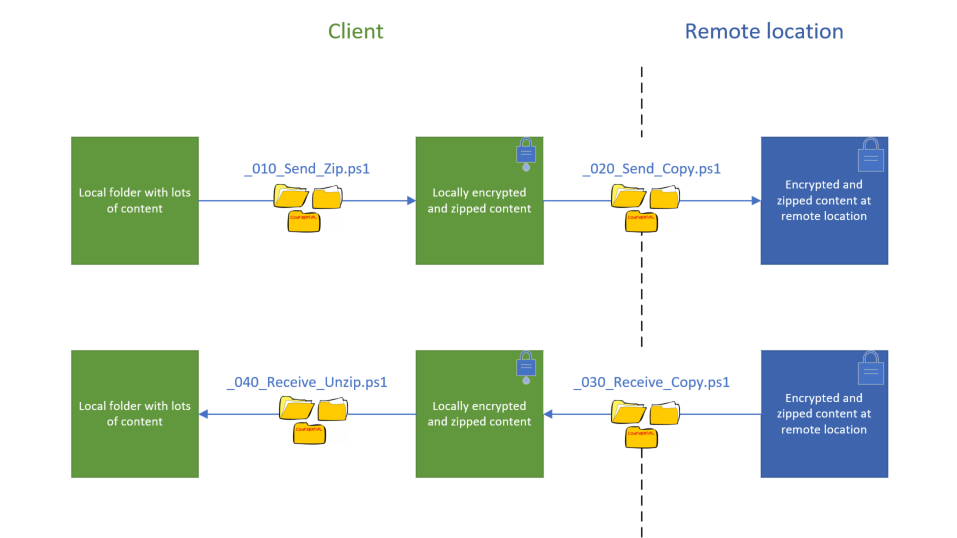 Client
Remote location
_010_Send_Zip.ps1
_020_Send_Copy.ps1
Local folder with lots
of content
Locally encrypted
and zipped content
Encrypted and
zipped content at
remote location
CONFIDENTIAL
CONFIDENTIAL
_040_Receive_Unzip.ps1
_030_Receive_Copy.ps1
Local folder with lots
of content
Locally encrypted
and zipped content
Encrypted and
zipped content at
remote location
CONFIDENTIAL
CONFIDENTIAL